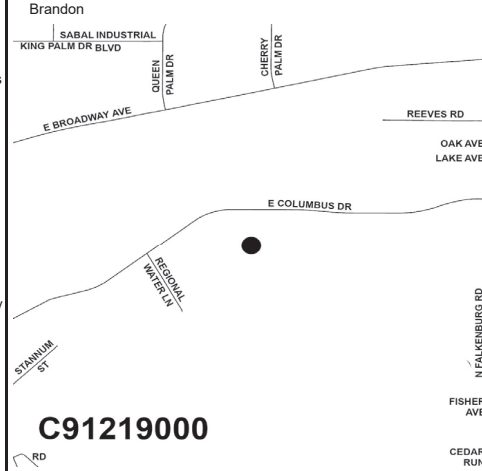 Brandon
SABAL INDUSTRIAL
KING PALM DR BLVD
QUEEN
PALM DR
CHERRY
PALM DR
E BROADWAY AVE
REEVES RD
OAK AVE
LAKE AVE
E COLUMBUS DR
REGIONAL
WATER LN
N FALKENBURG RD
STANNUM
ST
FISHER
AVE
C91219000
CEDAR
RUN
RD